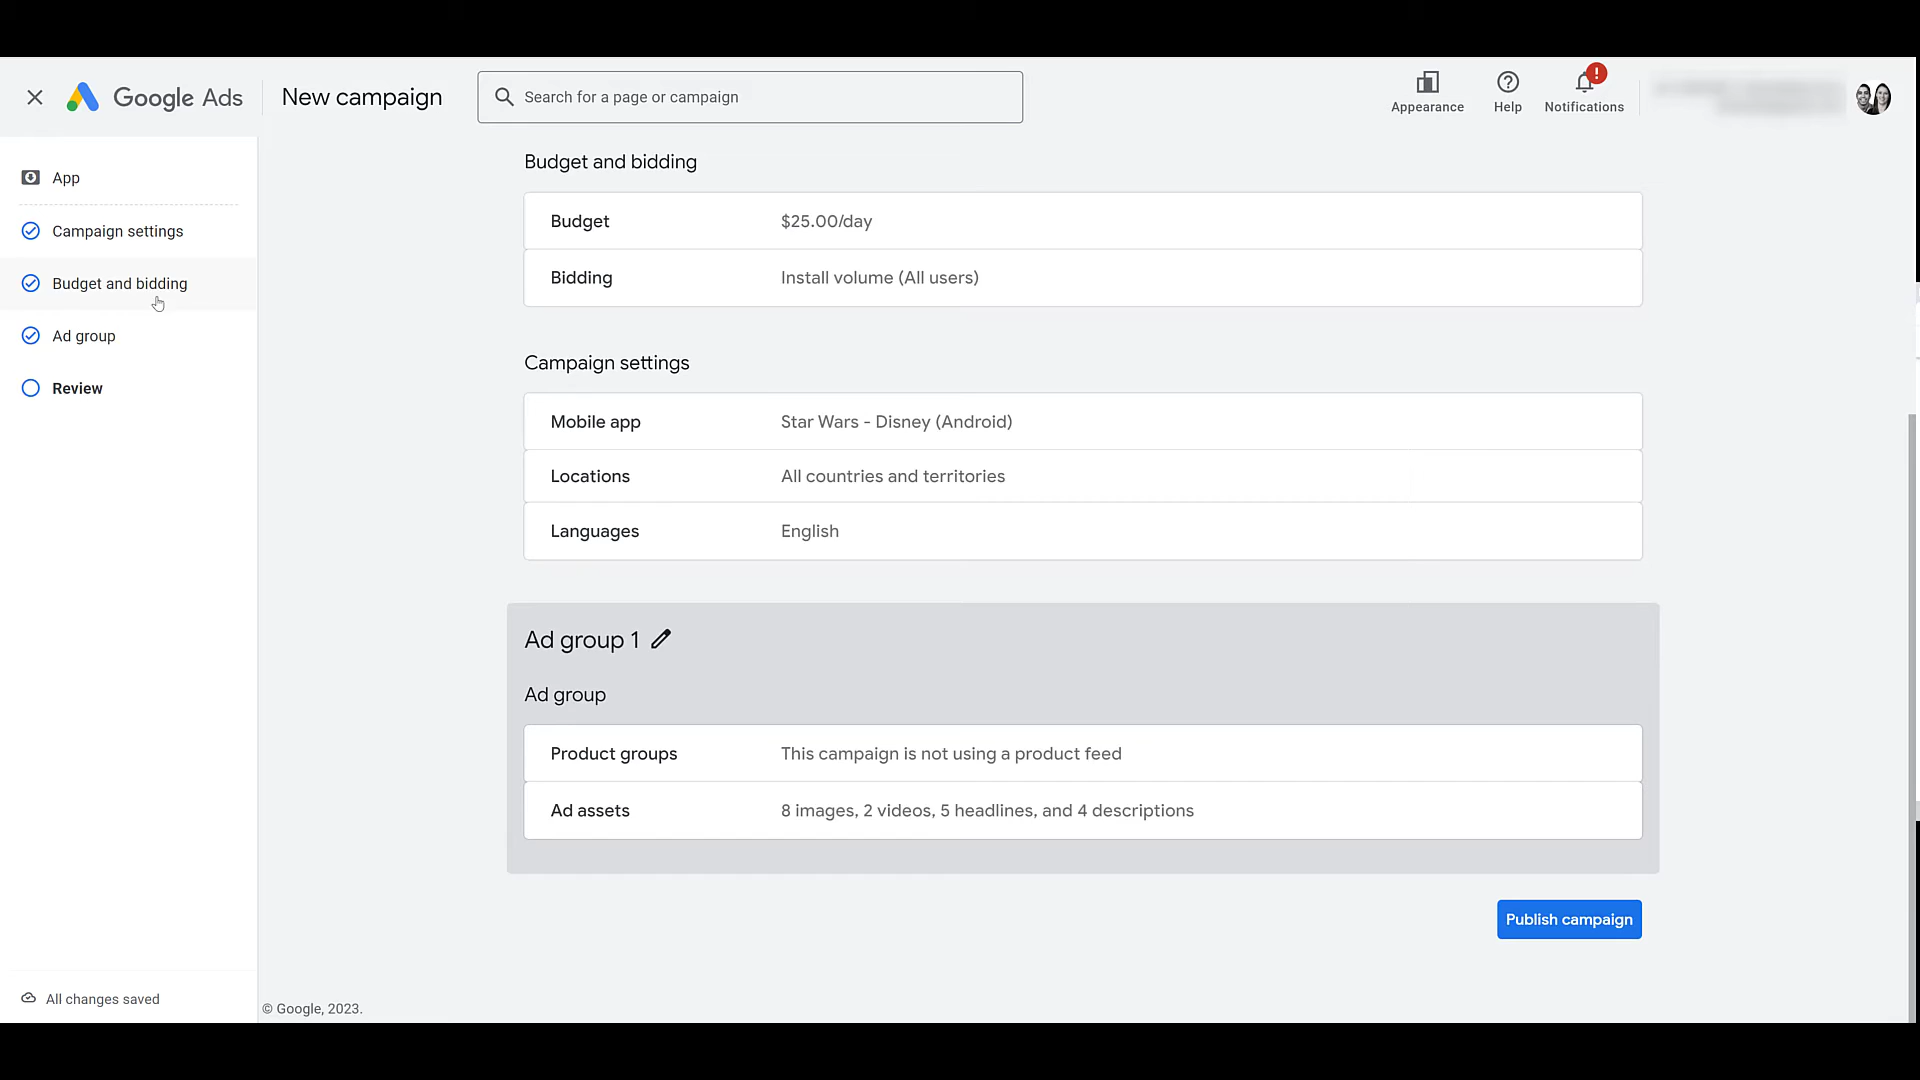 Google Ads
New campaign
Search for a page or campaign
Appearance
Help
!
Notifications
App
Campaign settings
Budget and bidding
Ad group
Review
Budget and bidding
Budget $25.00/day
Bidding Install volume (All users)
Campaign settings
Mobile app Star Wars - Disney (Android)
Locations All countries and territories
Languages English
Ad group 1
Ad group
Product groups This campaign is not using a product feed
Ad assets 8 images, 2 videos, 5 headlines, and 4 descriptions
Publish campaign
All changes saved
© Google, 2023.